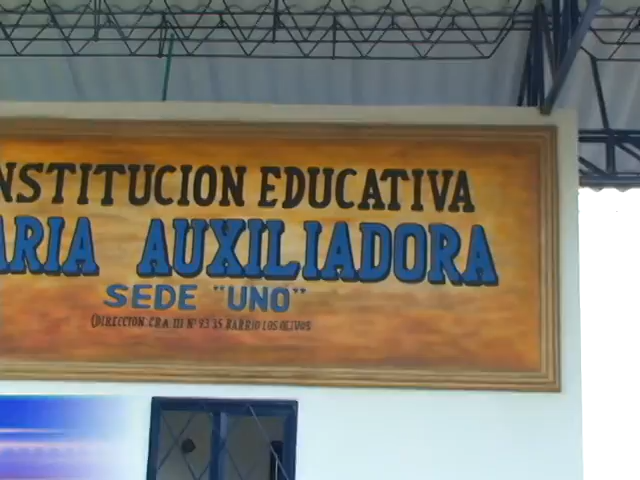 NSTITUCION EDUCATIVA
ARIA AUXILIADORA
SEDE "UNO"
(DIRECCION CRA 111 Nº 93 35 BARRIO LOS OLIVOS